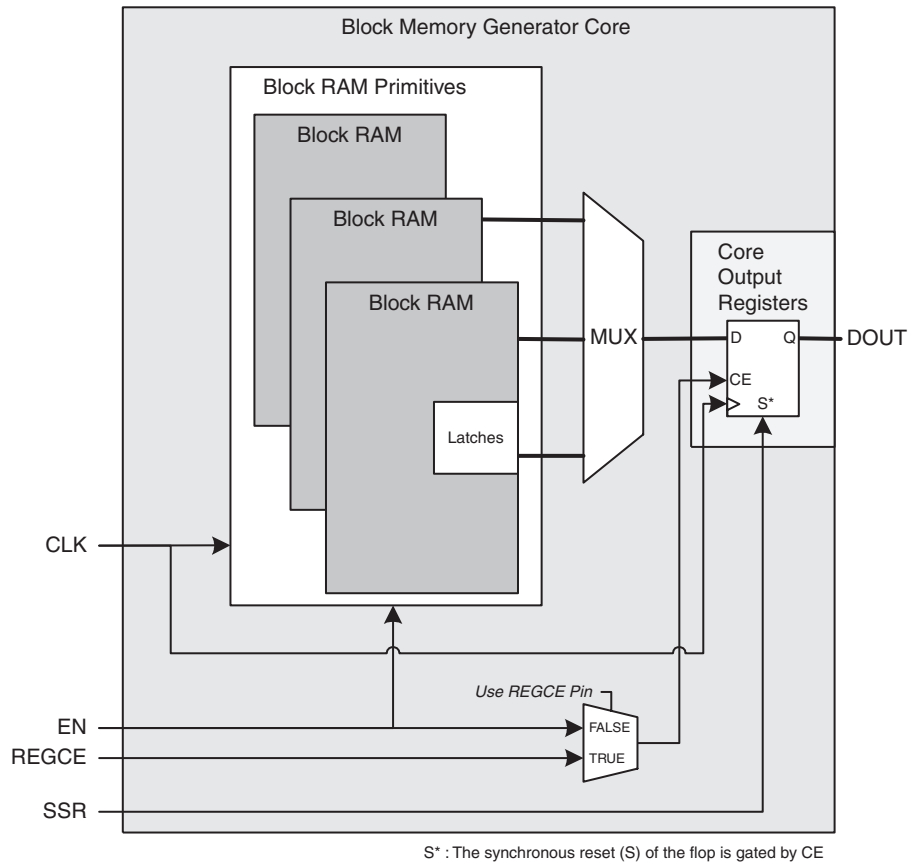 Block Memory Generator Core
Block RAM Primitives
Block RAM
Block RAM
Block RAM
Latches
MUX
Core
Output
Registers
D
Q
CE
S*
DOUT
CLK
Use REGCE Pin
EN
FALSE
REGCE
TRUE
SSR
S* : The synchronous reset (S) of the flop is gated by CE